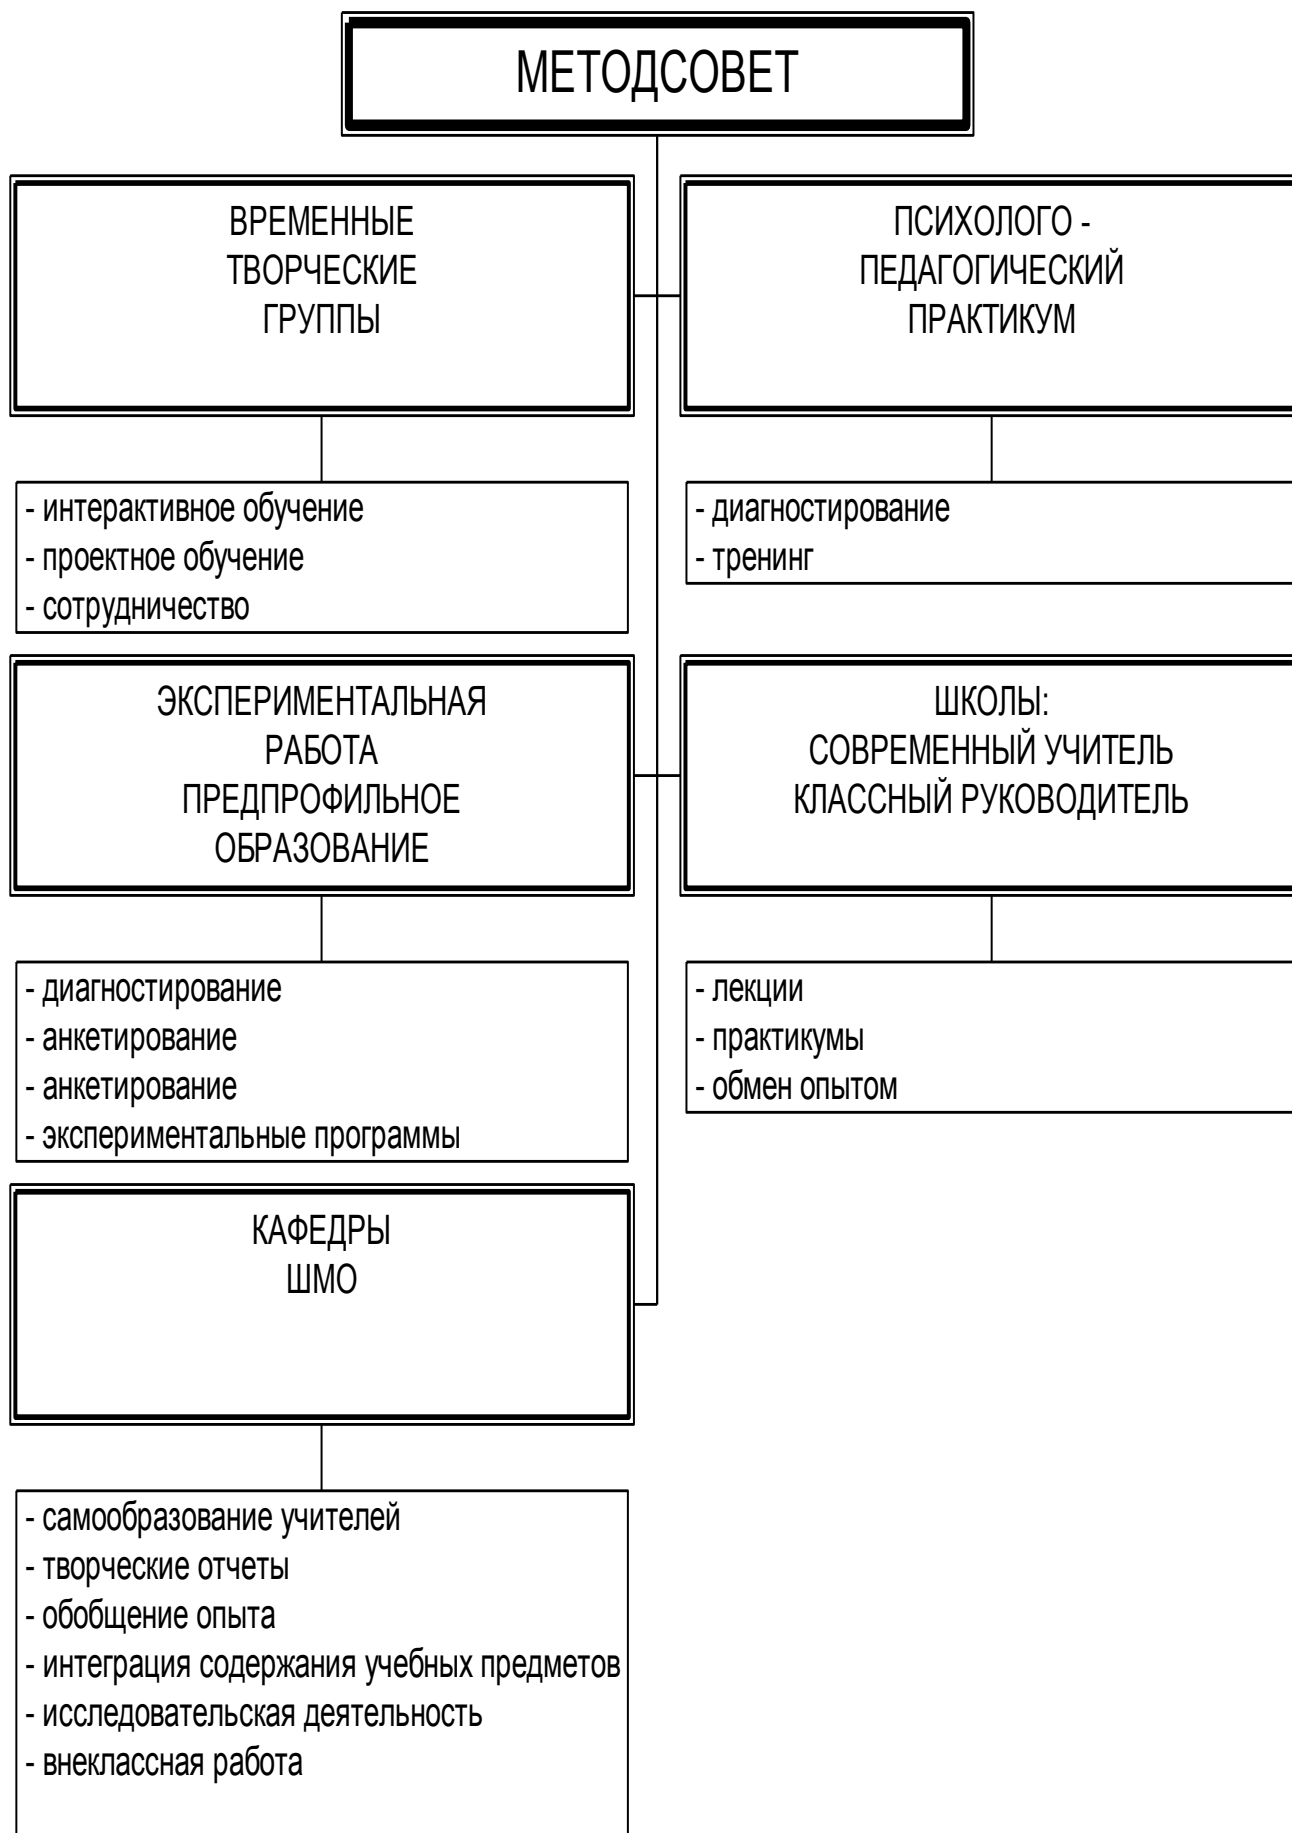 МЕТОДСОВЕТ
ВРЕМЕННЫЕ
ТВОРЧЕСКИЕ
ГРУППЫ
- интерактивное обучение
- проектное обучение
- сотрудничество
ПСИХОЛОГО -
ПЕДАГОГИЧЕСКИЙ
ПРАКТИКУМ
- диагностирование
- тренинг
ЭКСПЕРИМЕНТАЛЬНАЯ
РАБОТА
ПРЕДПРОФИЛЬНОЕ
ОБРАЗОВАНИЕ
- диагностирование
- анкетирование
- анкетирование
- экспериментальные программы
ШКОЛЫ:
СОВРЕМЕННЫЙ УЧИТЕЛЬ
КЛАССНЫЙ РУКОВОДИТЕЛЬ
- лекции
- практикумы
- обмен опытом
КАФЕДРЫ
ШМО
- самообразование учителей
- творческие отчеты
- обобщение опыта
- интеграция содержания учебных предметов
- исследовательская деятельность
- внеклассная работа